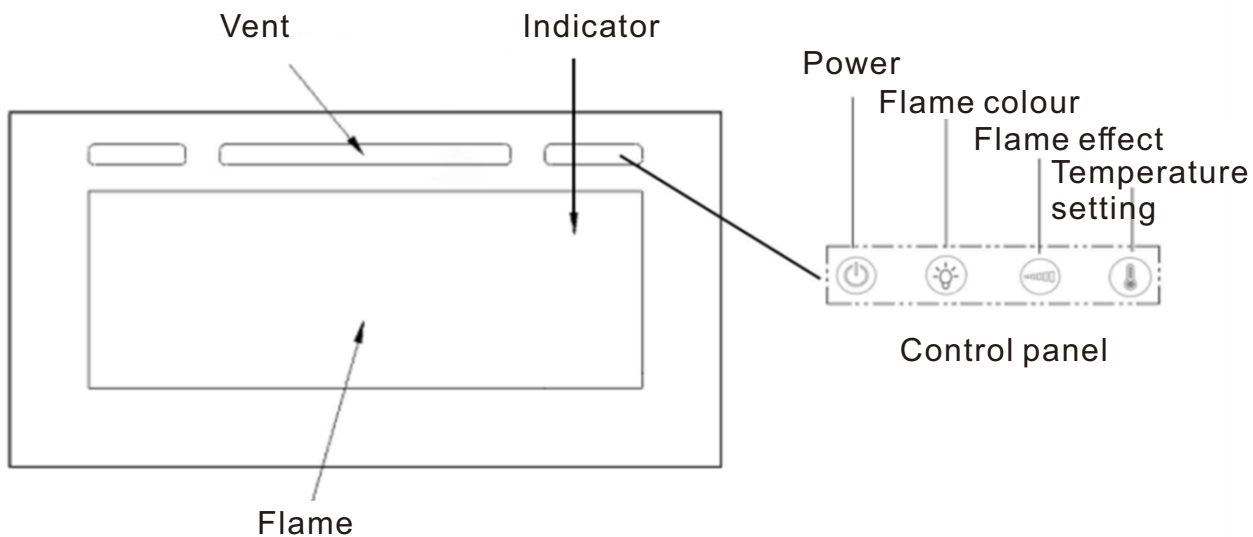 Vent
Indicator
Power
Flame colour
Flame effect
Temperature
setting
Control panel
Flame